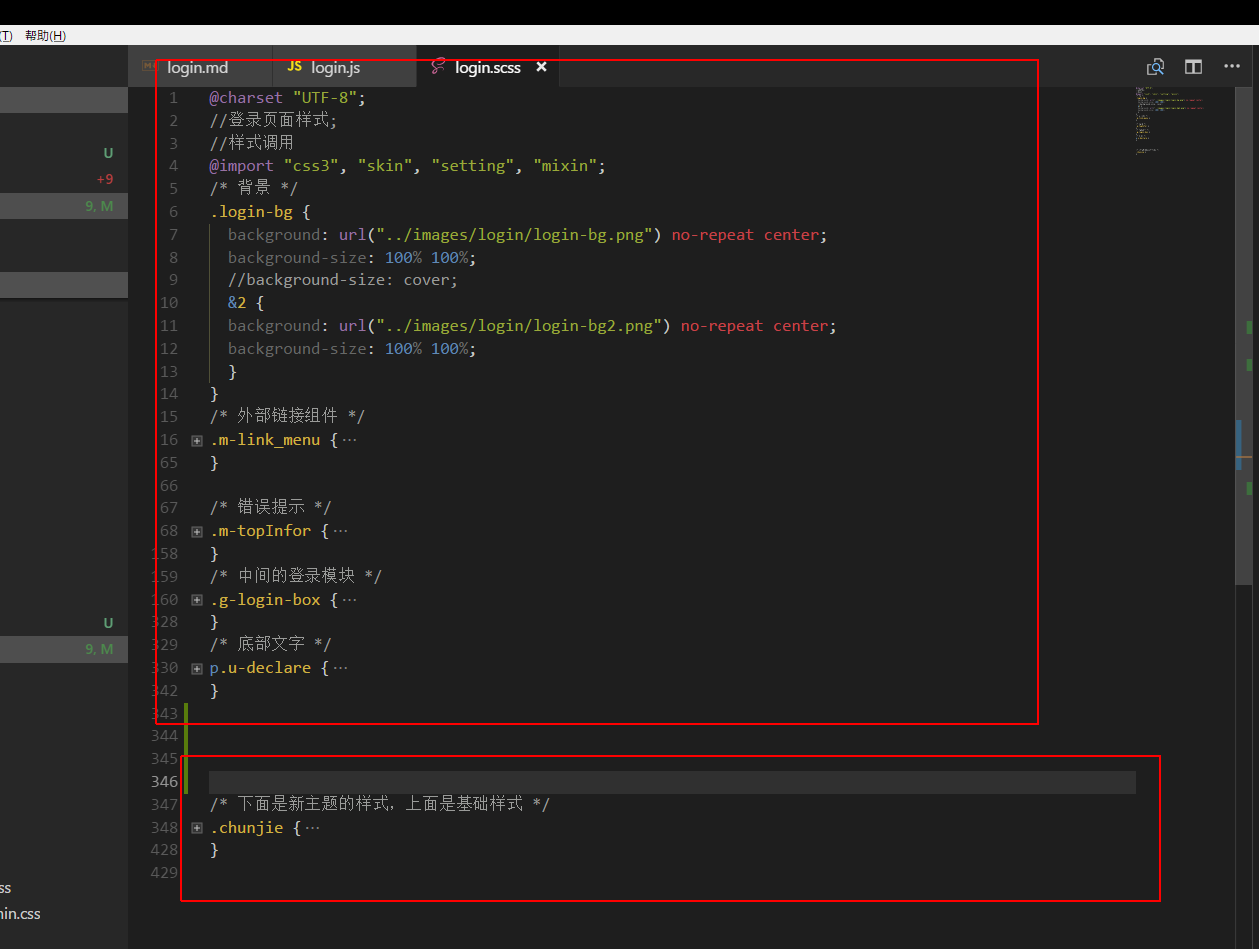 (T) 帮助(H)
login.md JS login.js login.scss ×
U
+9
9, M
1 @charset "UTF-8";
2 //登录页面样式;
3 //样式调用
4 @import "css3", "skin", "setting", "mixin";
5 /* 背景 */
6 .login-bg {
7 background: url("../images/login/login-bg.png") no-repeat center;
8 background-size: 100% 100%;
9 //background-size: cover;
10 &2 {
11 background: url("../images/login/login-bg2.png") no-repeat center;
12 background-size: 100% 100%;
13 }
14 }
15 /* 外部链接组件 */
16 .m-link_menu {···
65 }
66
67 /* 错误提示 */
68 .m-topInfor {···
158 }
159 /* 中间的登录模块 */
160 .g-login-box {···
328 }
329 /* 底部文字 */
330 p.u-declare {···
342 }
343
344
345
346
347 /* 下面是新主题的样式，上面是基础样式 */
348 .chunjie {···
428 }
429
U
9, M
ss
in.css